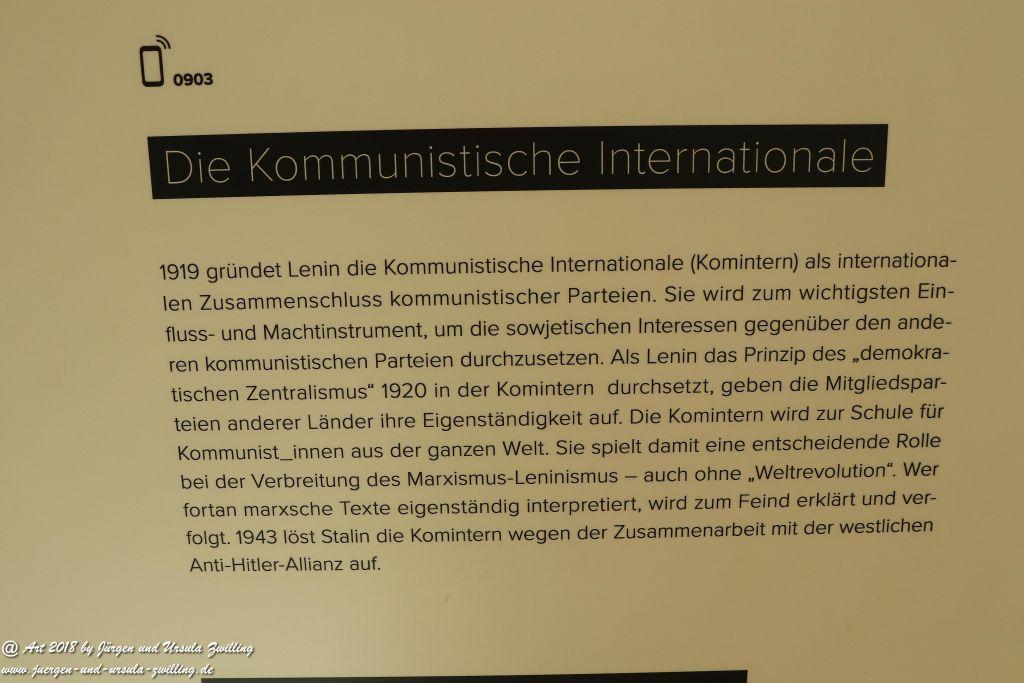 0903
Die Kommunistische Internationale
1919 gründet Lenin die Kommunistische Internationale (Komintern) als internationa-
len Zusammenschluss kommunistischer Parteien. Sie wird zum wichtigsten Ein-
fluss- und Machtinstrument, um die sowjetischen Interessen gegenüber den ande-
ren kommunistischen Parteien durchzusetzen. Als Lenin das Prinzip des „demokra-
tischen Zentralismus“ 1920 in der Komintern  durchsetzt, geben die Mitgliedspar-
teien anderer Länder ihre Eigenständigkeit auf. Die Komintern wird zur Schule für
Kommunist_innen aus der ganzen Welt. Sie spielt damit eine entscheidende Rolle
bei der Verbreitung des Marxismus-Leninismus – auch ohne „Weltrevolution“. Wer
fortan marxsche Texte eigenständig interpretiert, wird zum Feind erklärt und ver-
folgt. 1943 löst Stalin die Komintern wegen der Zusammenarbeit mit der westlichen
Anti-Hitler-Allianz auf.
@ Art 2018 by Jürgen und Ursula Zwilling
www.juergen-und-ursula-zwilling.de